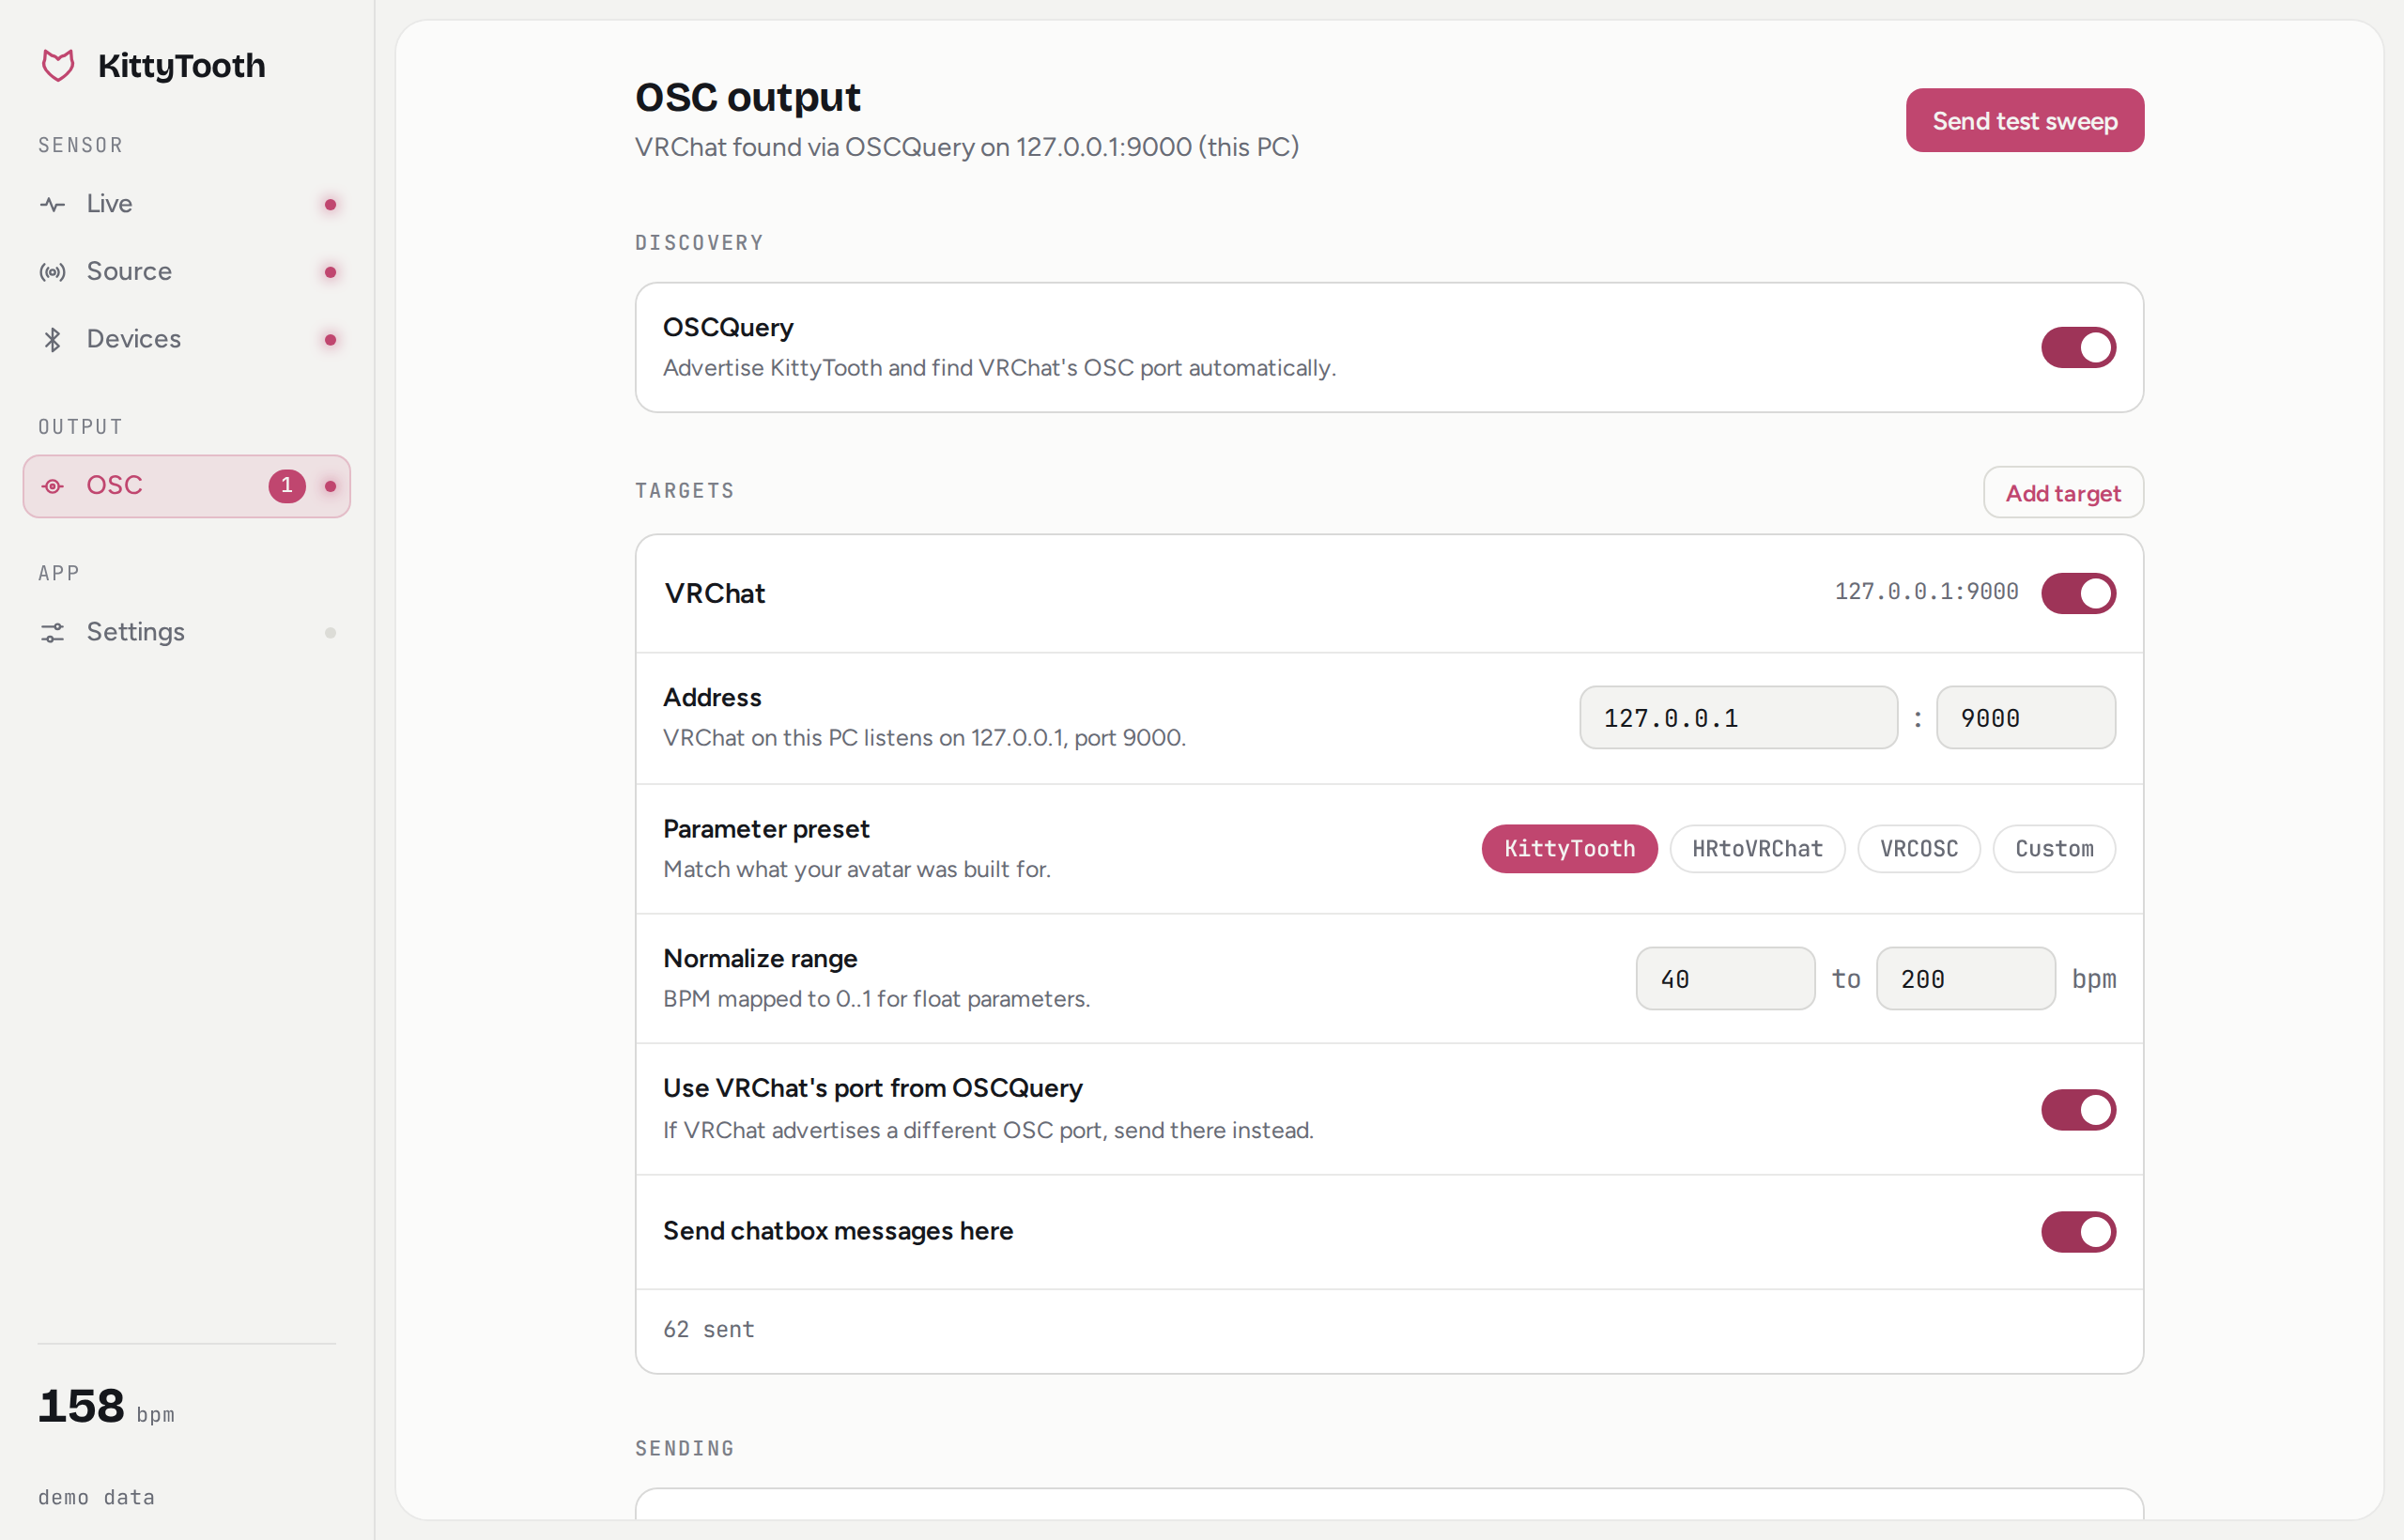 KittyTooth
SENSOR
Live
Source
Devices
OUTPUT
OSC 1
APP
Settings
158 bpm
demo data
OSC output
VRChat found via OSCQuery on 127.0.0.1:9000 (this PC)
Send test sweep
DISCOVERY
OSCQuery
Advertise KittyTooth and find VRChat's OSC port automatically.
TARGETS
Add target
VRChat
127.0.0.1:9000
Address
VRChat on this PC listens on 127.0.0.1, port 9000.
127.0.0.1 : 9000
Parameter preset
Match what your avatar was built for.
KittyTooth HRtoVRChat VRCOSC Custom
Normalize range
BPM mapped to 0..1 for float parameters.
40 to 200 bpm
Use VRChat's port from OSCQuery
If VRChat advertises a different OSC port, send there instead.
Send chatbox messages here
62 sent
SENDING